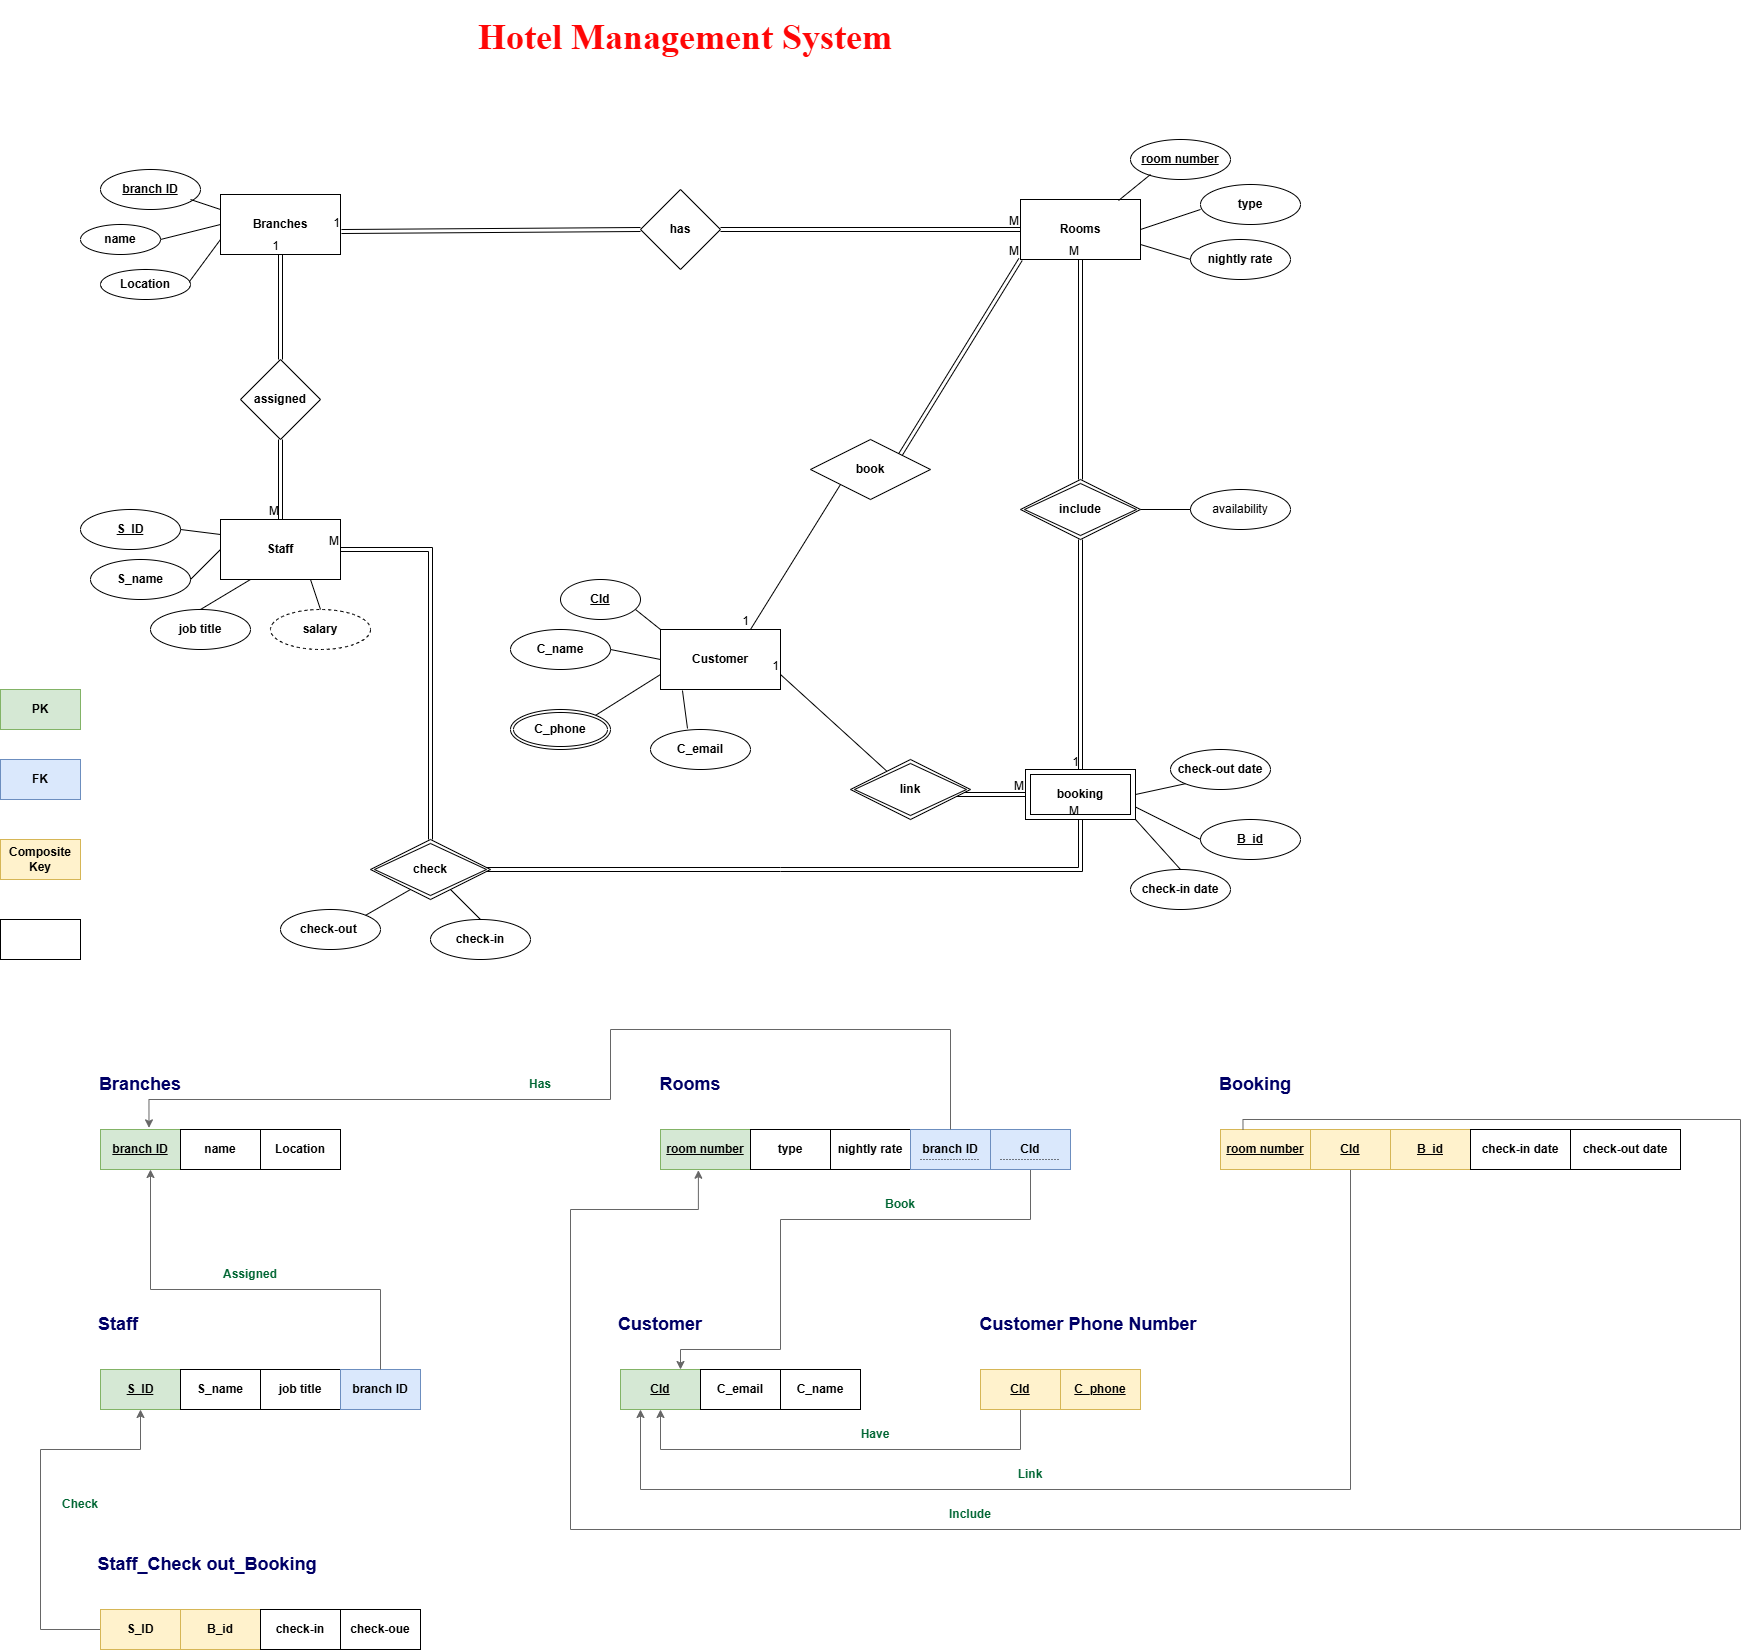 Hotel Management System
room number
branch ID
type
Branches
1
has
M
Rooms
name
1
M
M
nightly rate
Location
assigned
book
M
include
availability
S_ID
Staff
M
S_name
job title
salary
CId
1
C_name
Customer
1
C_phone
C_email
PK
FK
Composite
Key
link
M
1
booking
M
check-out date
B_id
check-in date
check
check-out
check-in
Branches
Has
Rooms
Booking
branch ID
name
Location
room number
type
nightly rate
branch ID
CId
room number
CId
B_id
check-in date
check-out date
Book
Assigned
Staff
Customer
Customer Phone Number
S_ID
S_name
job title
branch ID
CId
C_email
C_name
CId
C_phone
Have
Link
Check
Include
Staff_Check out_Booking
S_ID
B_id
check-in
check-oue